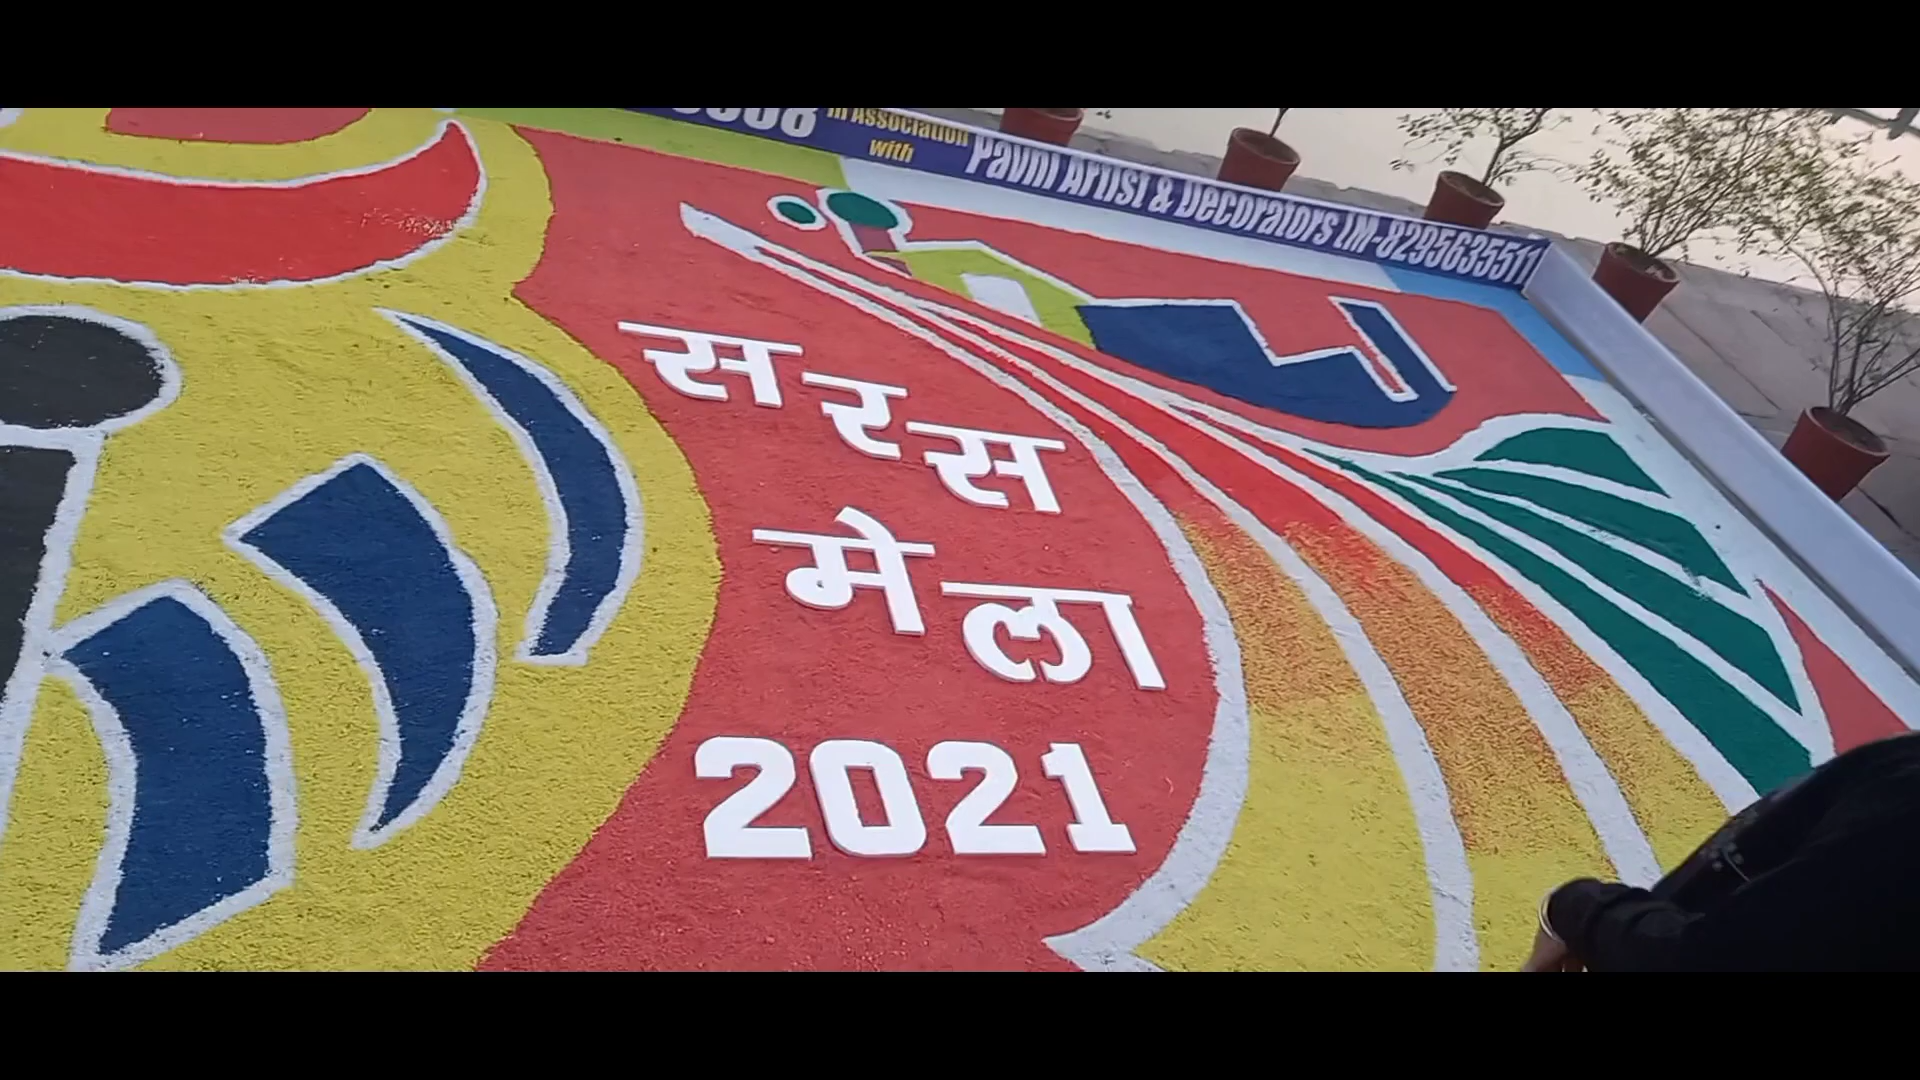 In Association
with
Pavni Artist & Decorators (M-8295635511
सरस
मेला
2021